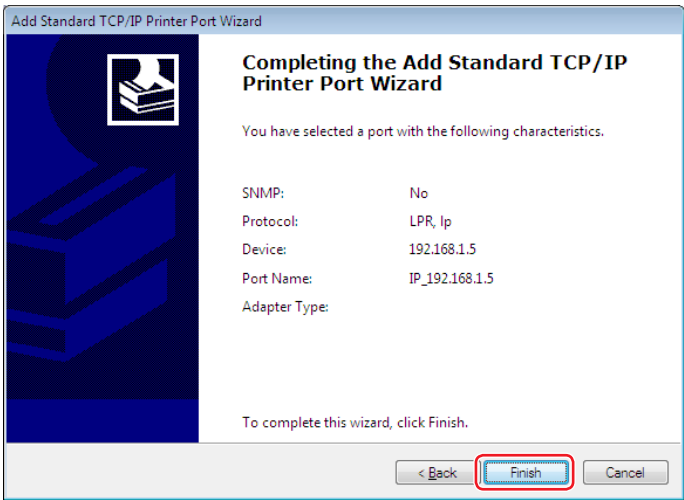 Add Standard TCP/IP Printer Port Wizard
Completing the Add Standard TCP/IP
Printer Port Wizard
You have selected a port with the following characteristics.
SNMP: No
Protocol: LPR, lp
Device: 192.168.1.5
Port Name: IP_192.168.1.5
Adapter Type:
To complete this wizard, click Finish.
< Back Finish Cancel